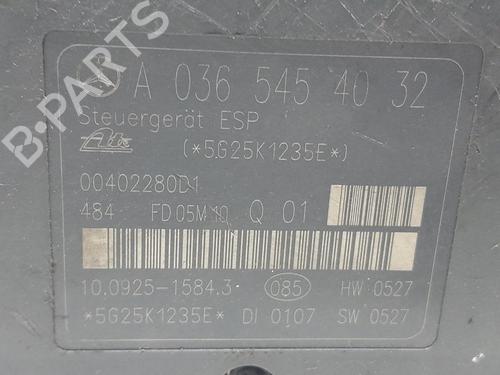 A 036 545 40 32
Steuergerät ESP
Ate (*5G25K1235E*)
00402280D1
484 FD05M10 Q 01
10.0925-1584.3 085 HW 0527
*5G25K1235E* DI 0107 SW 0527
B-PARTS